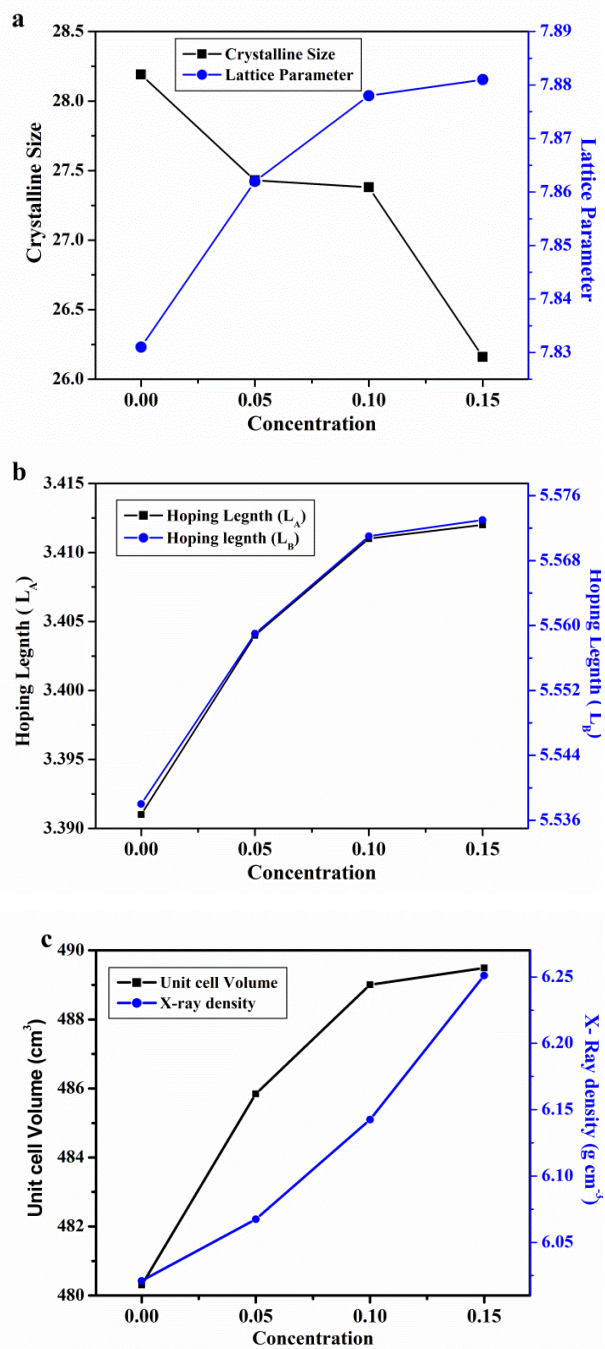 a
28.5
28.0
27.5
27.0
26.5
26.0
Crystalline Size
Crystalline Size
Lattice Parameter
7.89
7.88
7.87
7.86
7.85
7.84
7.83
Lattice Parameter
0.00 0.05 0.10 0.15
Concentration
b
3.415
3.410
3.405
3.400
3.395
3.390
Hoping Legnth ( L_A)
Hoping Legnth (L_A)
Hoping legnth (L_B)
5.576
5.568
5.560
5.552
5.544
5.536
Hoping Legnth ( L_B)
0.00 0.05 0.10 0.15
Concentration
c
490
488
486
484
482
480
Unit cell Volume (cm³)
Unit cell Volume
X-ray density
6.25
6.20
6.15
6.10
6.05
X- Ray density (g cm⁻³)
0.00 0.05 0.10 0.15
Concentration